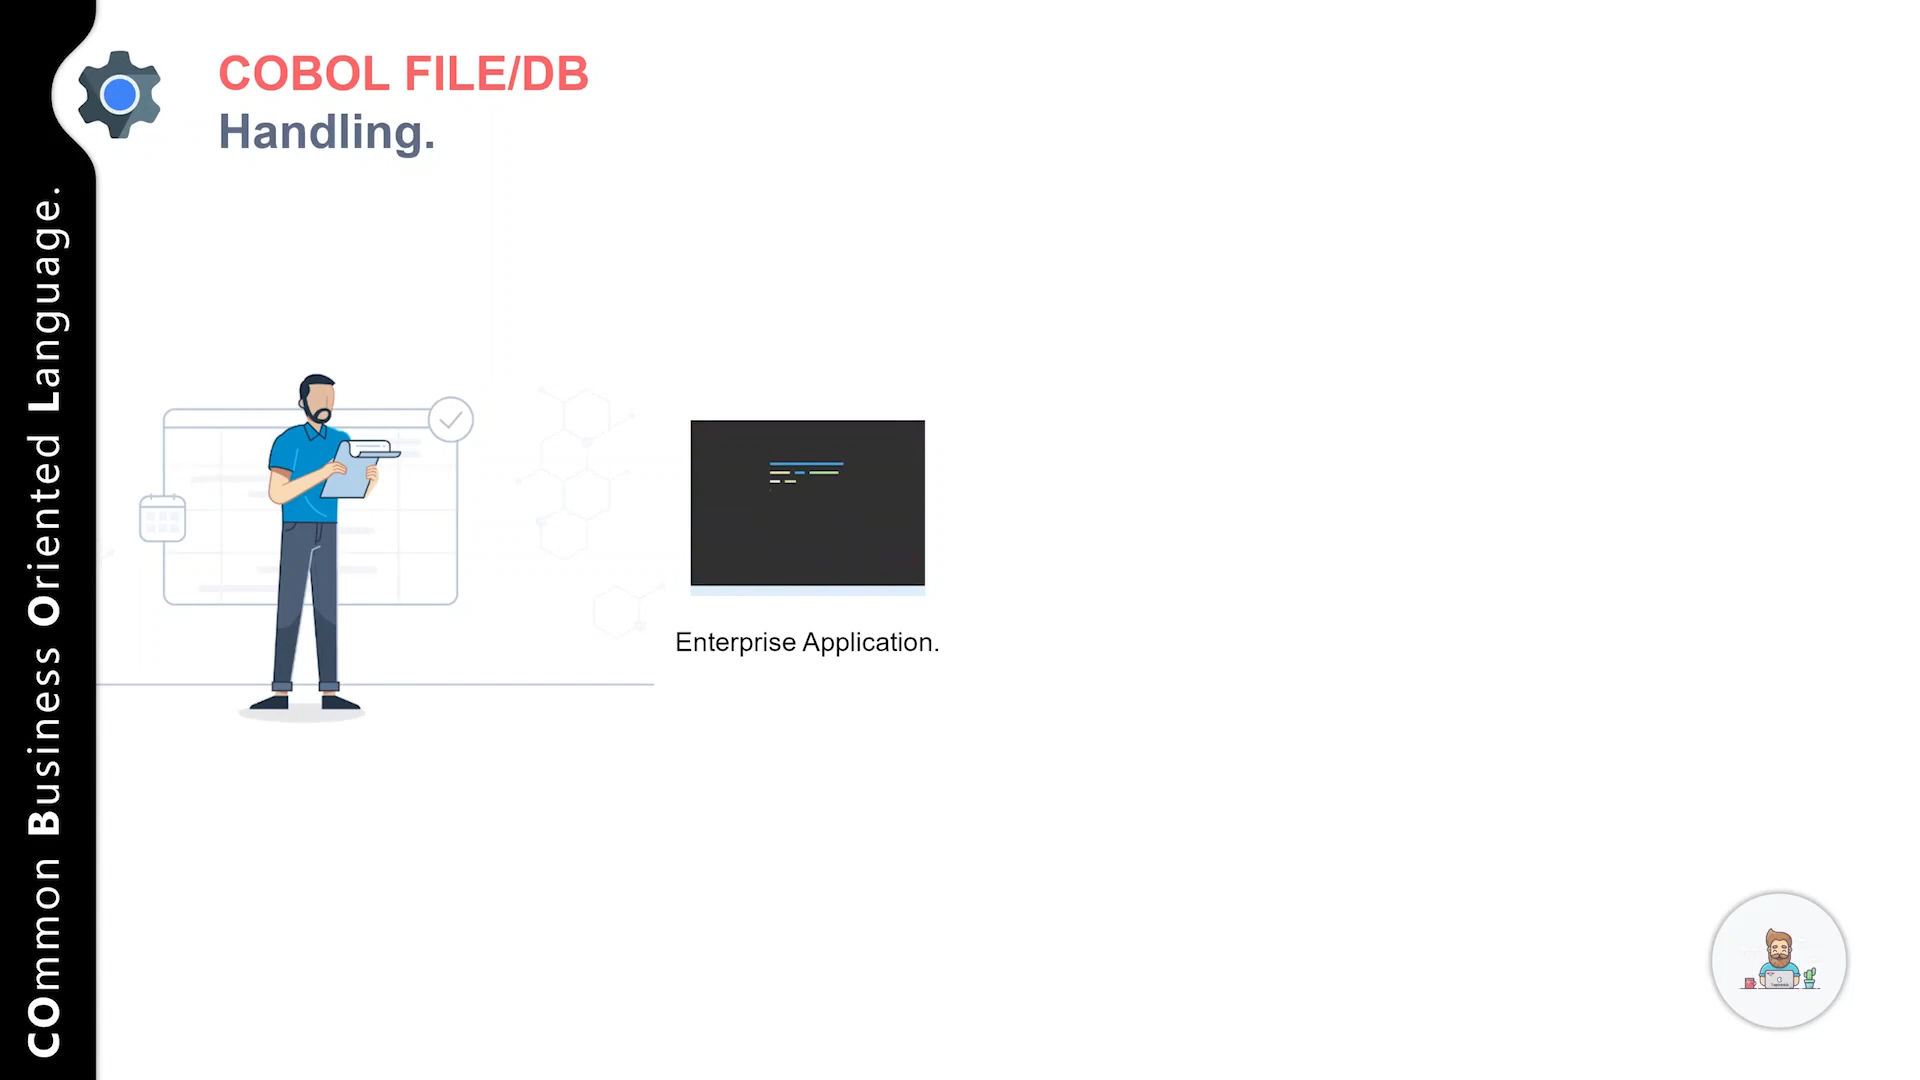 COBOL FILE/DB
Handling.
COmmon Business Oriented Language.
Enterprise Application.